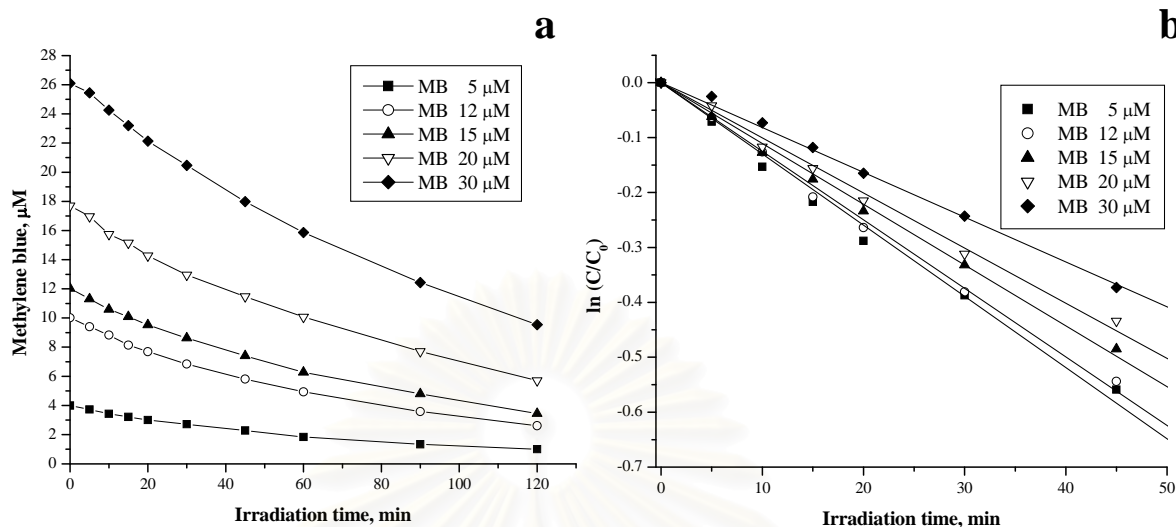 a
Methylene blue, μM
28
26
24
22
20
18
16
14
12
10
8
6
4
2
0
MB 5 μM
MB 12 μM
MB 15 μM
MB 20 μM
MB 30 μM
0 20 40 60 80 100 120
Irradiation time, min
b
ln (C/C₀)
0.0
-0.1
-0.2
-0.3
-0.4
-0.5
-0.6
-0.7
MB 5 μM
MB 12 μM
MB 15 μM
MB 20 μM
MB 30 μM
0 10 20 30 40 50
Irradiation time, min